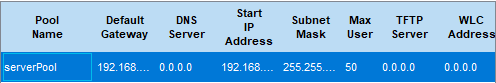 Pool Name Default Gateway DNS Server Start IP Address Subnet Mask Max User TFTP Server WLC Address
serverPool 192.168.... 0.0.0.0 192.168.... 255.255.... 50 0.0.0.0 0.0.0.0